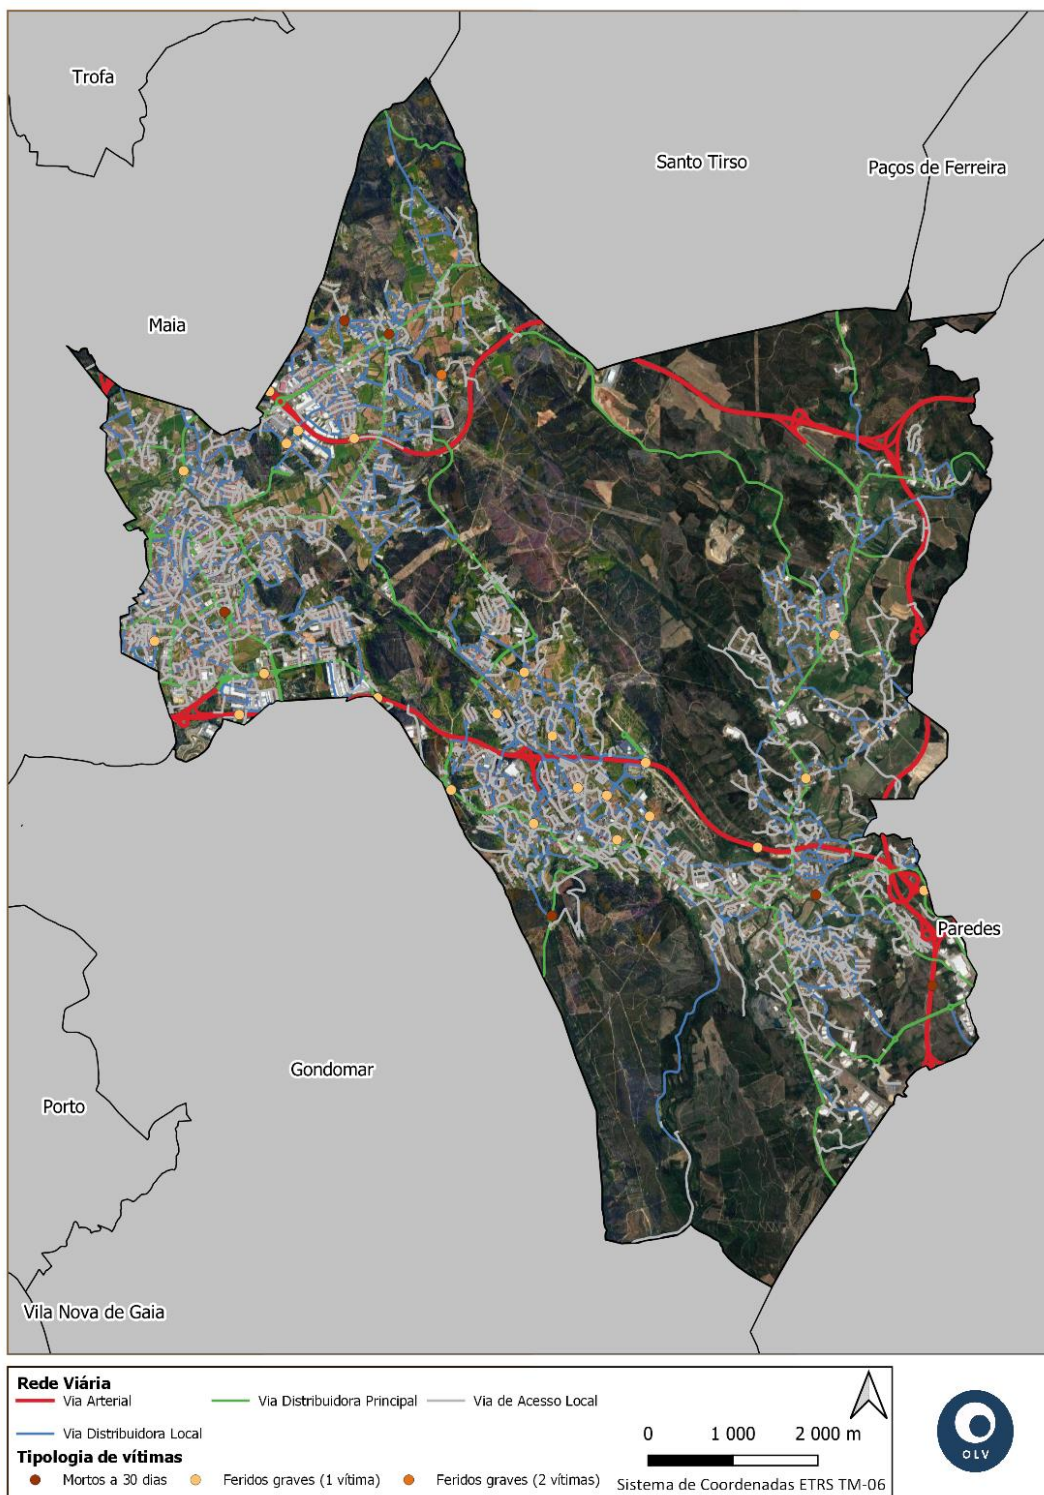 Trofa
Santo Tirso
Paços de Ferreira
Maia
Paredes
Gondomar
Porto
Vila Nova de Gaia
Rede Viária
Via Arterial
Via Distribuidora Principal
Via de Acesso Local
Via Distribuidora Local
Tipologia de vítimas
Mortos a 30 dias
Feridos graves (1 vítima)
Feridos graves (2 vítimas)
0 1 000 2 000 m
Sistema de Coordenadas ETRS TM-06
OLV